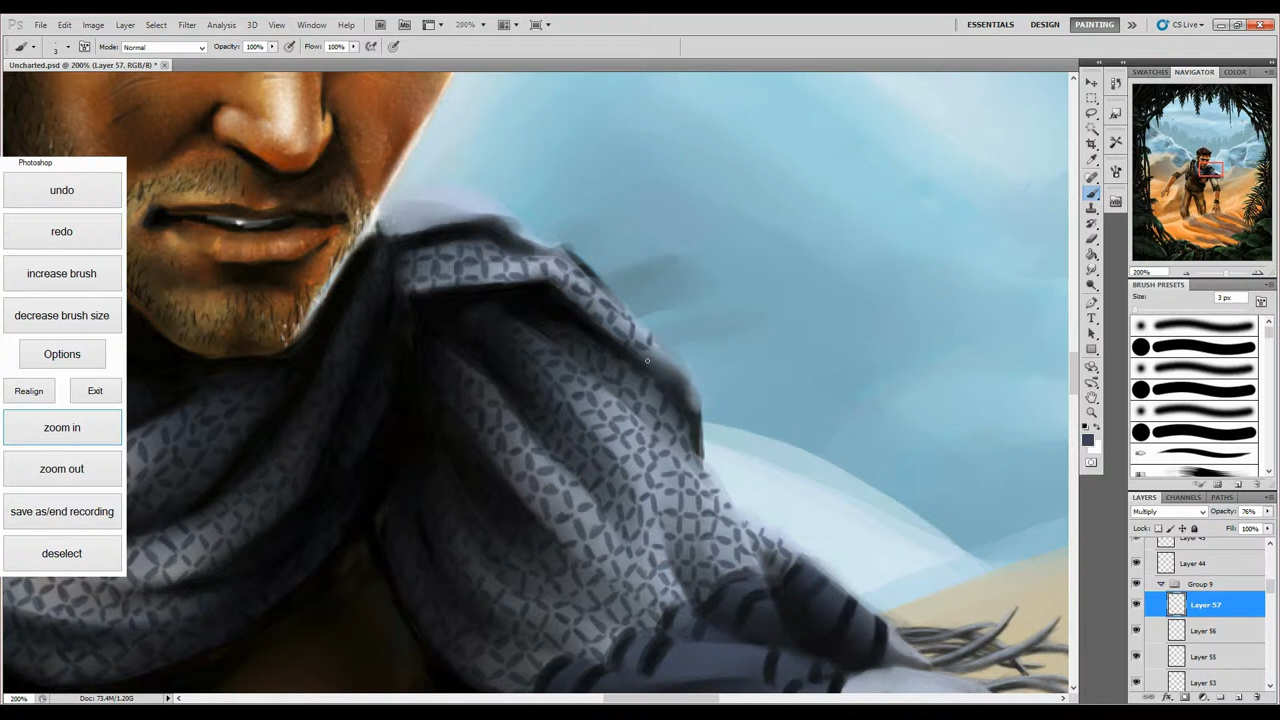 Ps File Edit Image Layer Select Filter Analysis 3D View Window Help Br Mb 200% ESSENTIALS DESIGN PAINTING CS Live
3 Mode: Normal Opacity: 100% Flow: 100%
Uncharted.psd @ 200% (Layer 57, RGB/8) *
SWATCHES NAVIGATOR COLOR
Photoshop
undo
redo
increase brush
decrease brush size
Options
Realign Exit
zoom in
zoom out
save as/end recording
deselect
200%
BRUSH PRESETS
Size: 3 px
LAYERS CHANNELS PATHS
Multiply Opacity: 76%
Lock: Fill: 100%
Layer 45
Layer 44
Group 9
Layer 57
Layer 56
Layer 55
Layer 53
200% Doc: 73.4M/1.20G